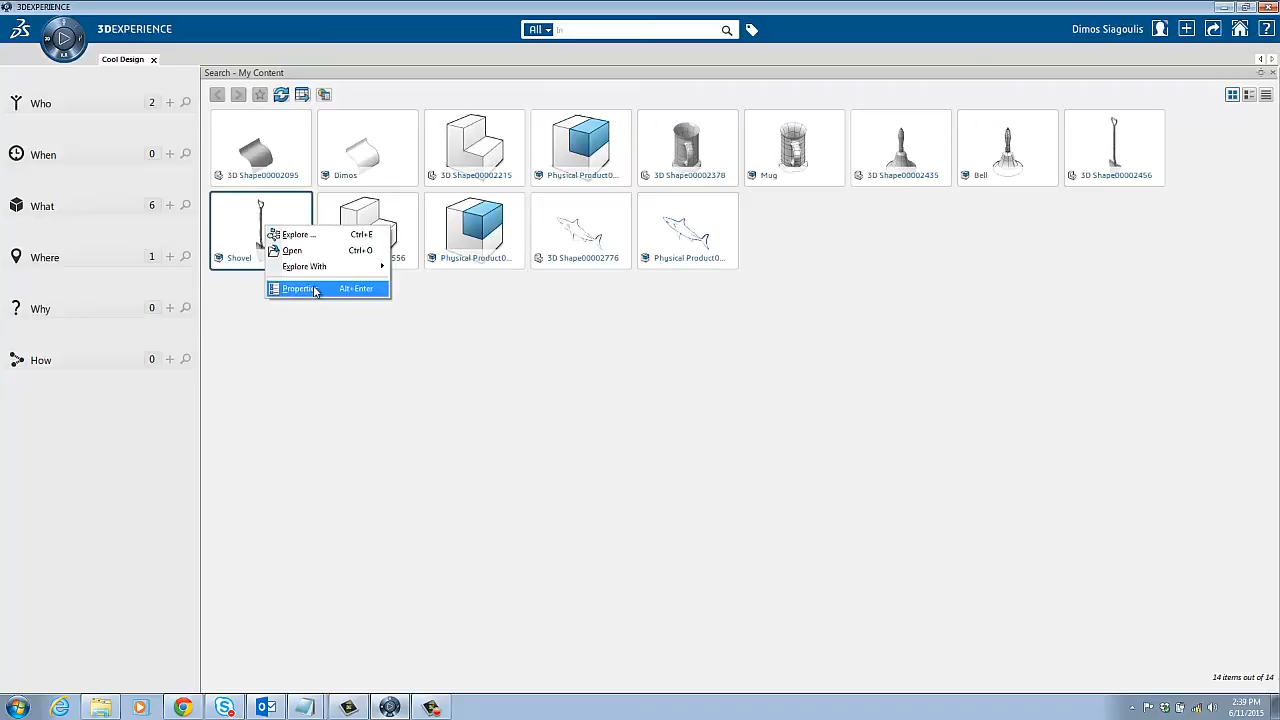 3DEXPERIENCE
3DEXPERIENCE
All
In
Dimos Siagoulis
Cool Design
Search - My Content
Who 2
When 0
What 6
Where 1
Why 0
How 0
3D Shape00002095
Dimos
3D Shape00002215
Physical Product0...
3D Shape00002378
Mug
3D Shape00002435
Bell
3D Shape00002456
Shovel
556
Physical Product0...
3D Shape00002776
Physical Product0...
Explore ... Ctrl+E
Open Ctrl+O
Explore With
Alt+Enter
14 items out of 14
2:39 PM
6/11/2015